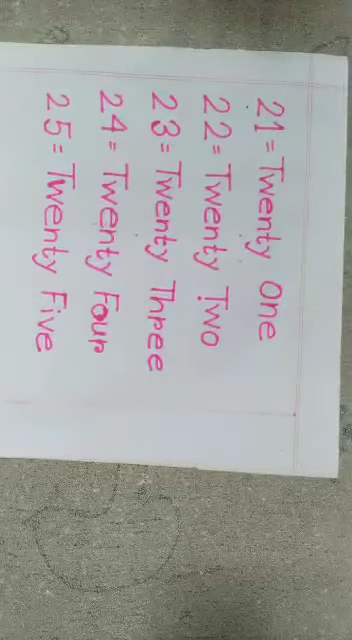 21 = Twenty One
22 = Twenty Two
23 = Twenty Three
24 = Twenty Four
25 = Twenty Five